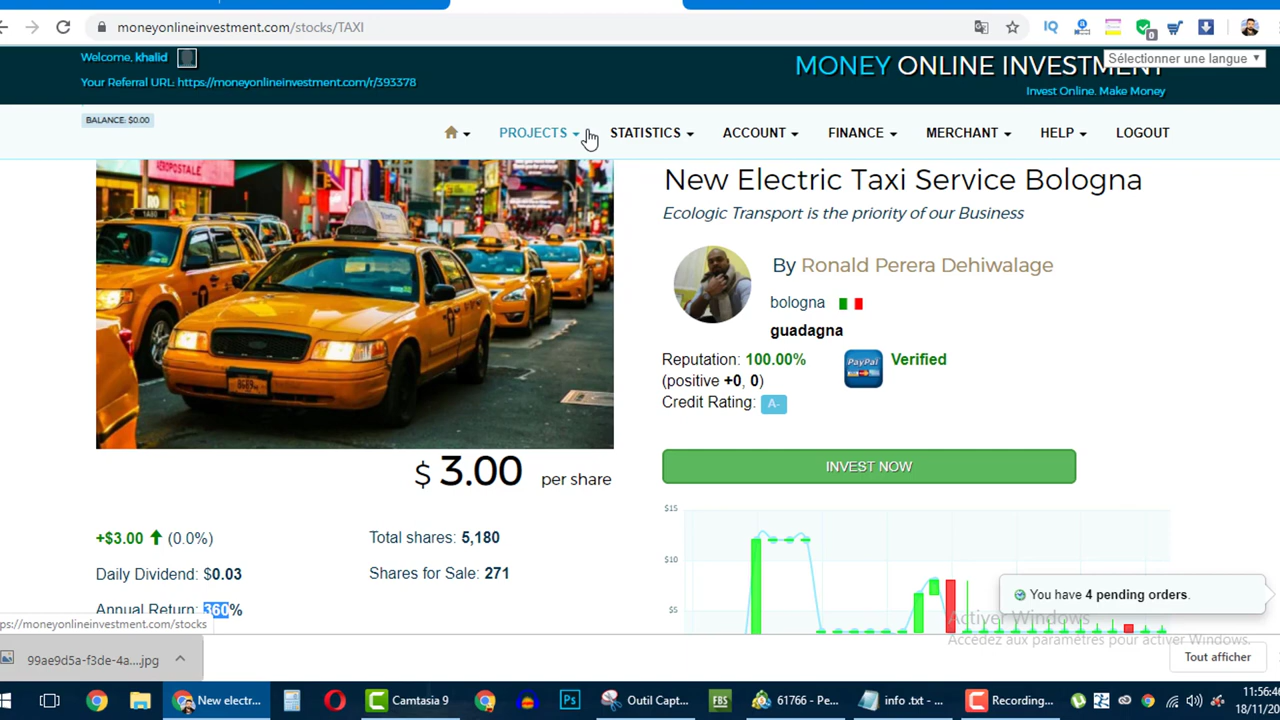 moneyonlineinvestment.com/stocks/TAXI
Welcome, khalid
Your Referral URL: https://moneyonlineinvestment.com/r/393378
MONEY ONLINE INVESTMENT
Sélectionner une langue
Invest Online. Make Money
BALANCE: $0.00
PROJECTS
STATISTICS
ACCOUNT
FINANCE
MERCHANT
HELP
LOGOUT
AEROPOSTALE
New Electric Taxi Service Bologna
Ecologic Transport is the priority of our Business
By Ronald Perera Dehiwalage
bologna
guadagna
Reputation: 100.00%
(positive +0, 0)
Credit Rating: A-
PayPal
Verified
INVEST NOW
$ 3.00 per share
+$3.00 (0.0%)
Total shares: 5,180
Daily Dividend: $0.03
Shares for Sale: 271
Annual Return: 360%
$15
$10
$5
You have 4 pending orders.
Activer Windows
Accédez aux paramètres pour activer Windows.
ps://moneyonlineinvestment.com/stocks
99ae9d5a-f3de-4a....jpg
Tout afficher
New electr...
Camtasia 9
Ps
Outil Capt...
FBS
61766 - Pe...
info .txt - ...
Recording...
11:56:4
18/11/20